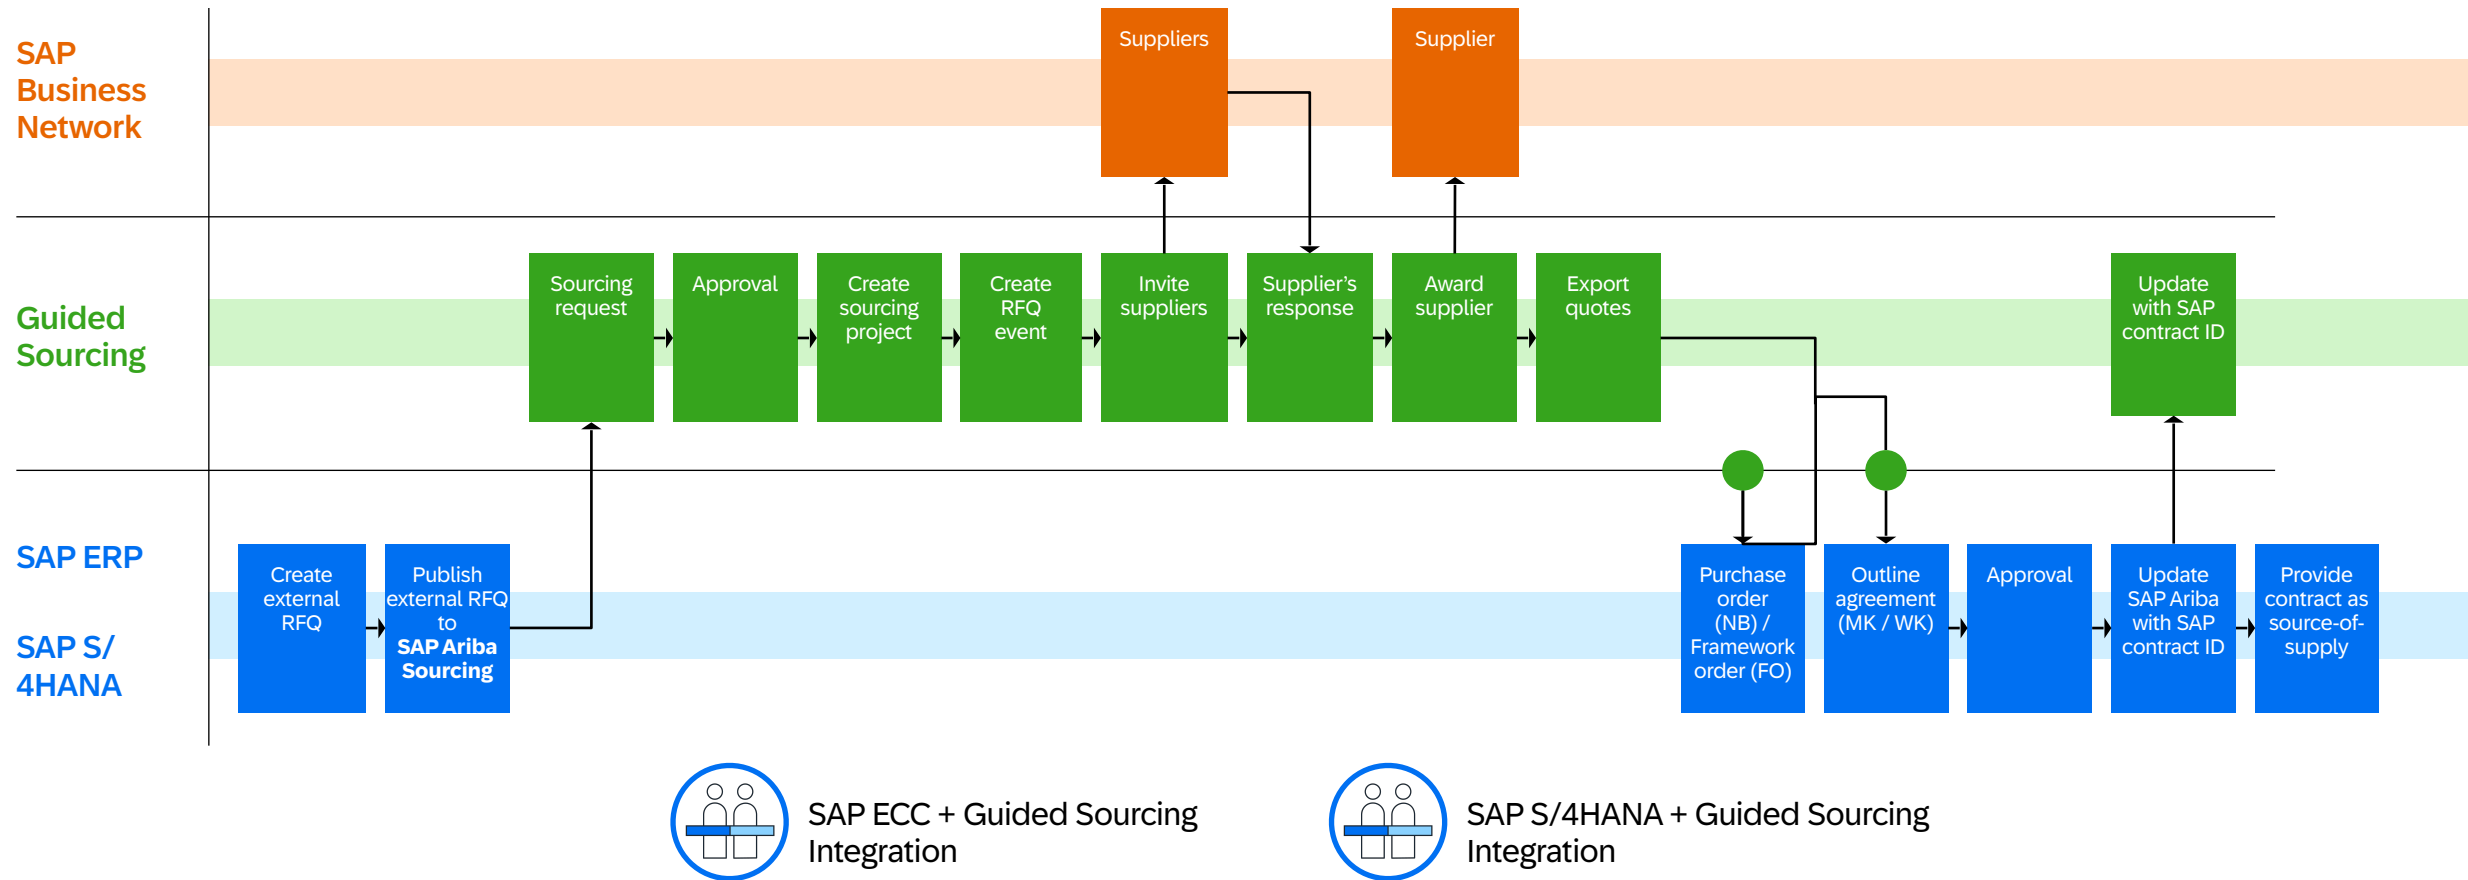 SAP
Business
Network
Suppliers
Supplier
Guided
Sourcing
Sourcing
request
Approval
Create
sourcing
project
Create
RFQ
event
Invite
suppliers
Supplier’s
response
Award
supplier
Export
quotes
Update
with SAP
contract ID
SAP ERP
SAP S/
4HANA
Create
external
RFQ
Publish
external RFQ
to
SAP Ariba
Sourcing
Purchase
order
(NB) /
Framework
order (FO)
Outline
agreement
(MK / WK)
Approval
Update
SAP Ariba
with SAP
contract ID
Provide
contract as
source-of-
supply
SAP ECC + Guided Sourcing
Integration
SAP S/4HANA + Guided Sourcing
Integration